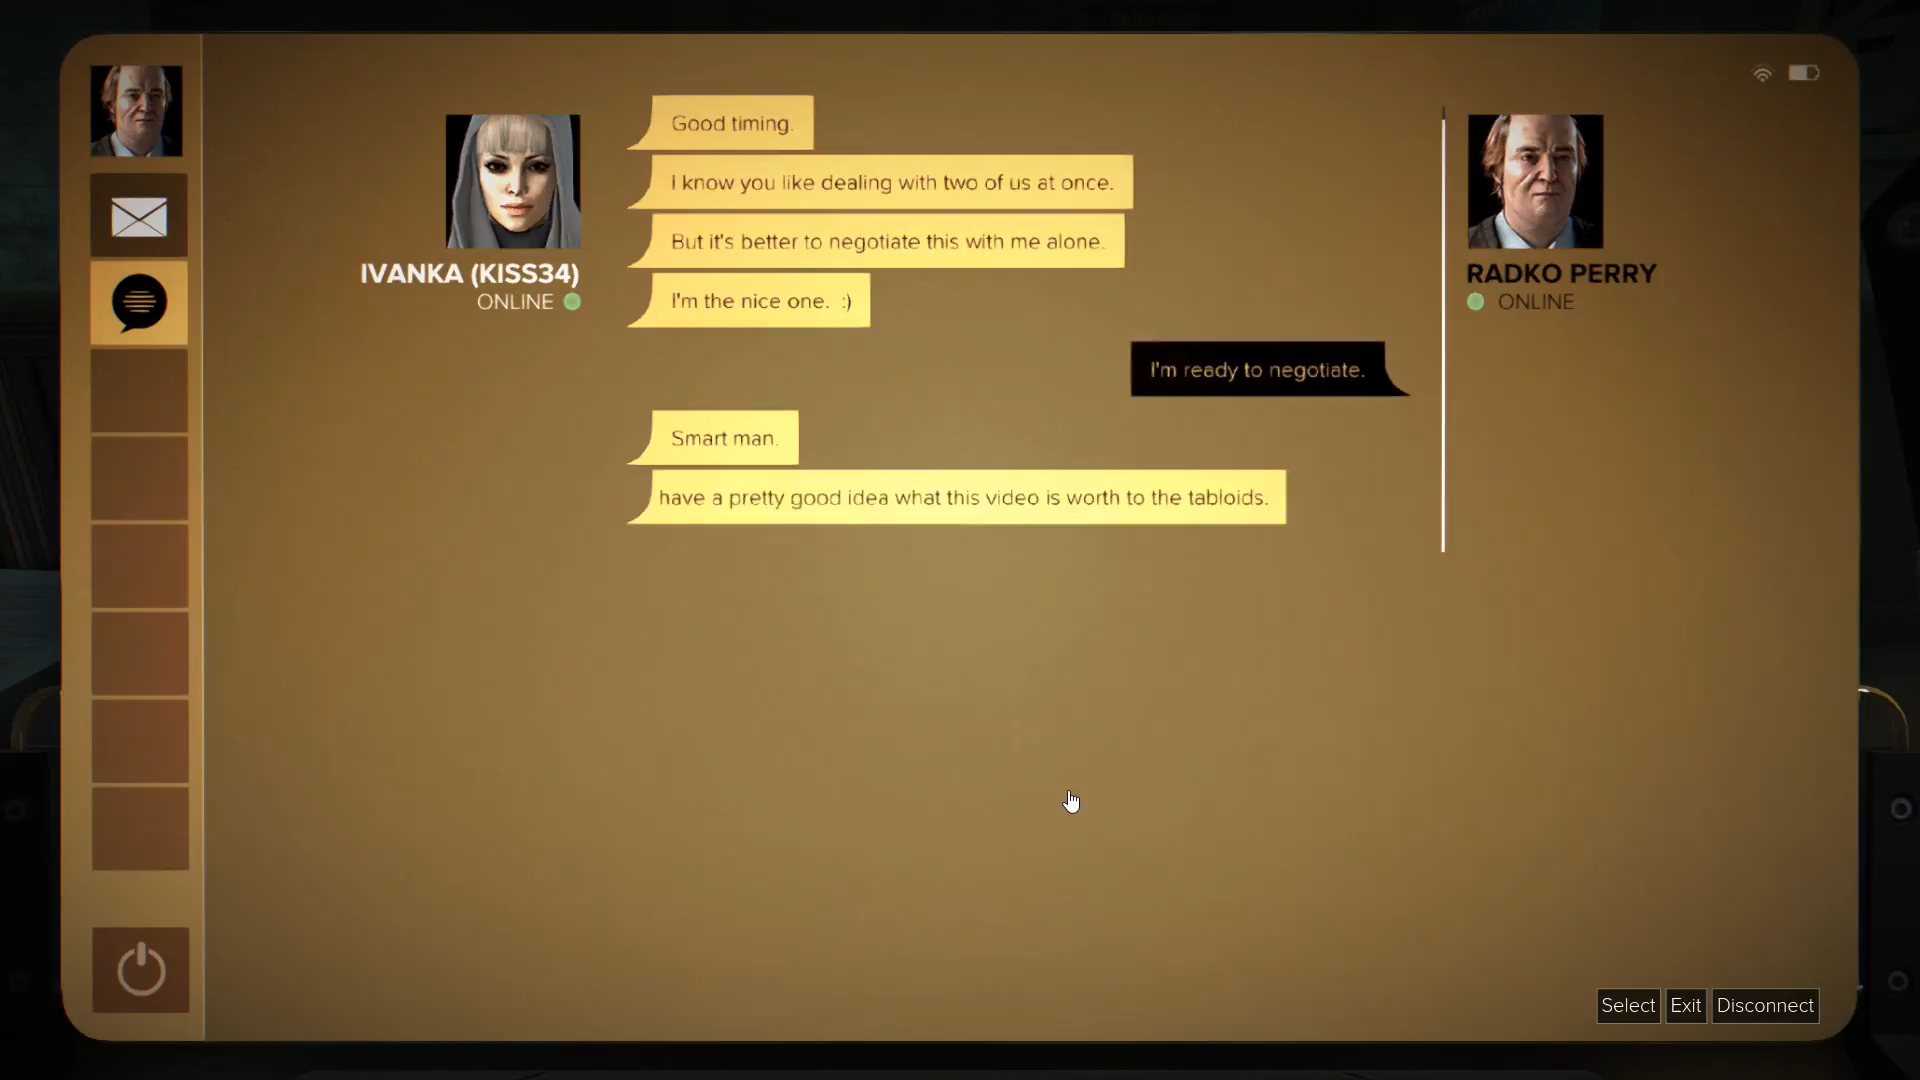 Good timing.
I know you like dealing with two of us at once.
But it's better to negotiate this with me alone.
I'm the nice one. :)
IVANKA (KISS34)
ONLINE
RADKO PERRY
ONLINE
I'm ready to negotiate.
Smart man.
have a pretty good idea what this video is worth to the tabloids.
Select Exit Disconnect